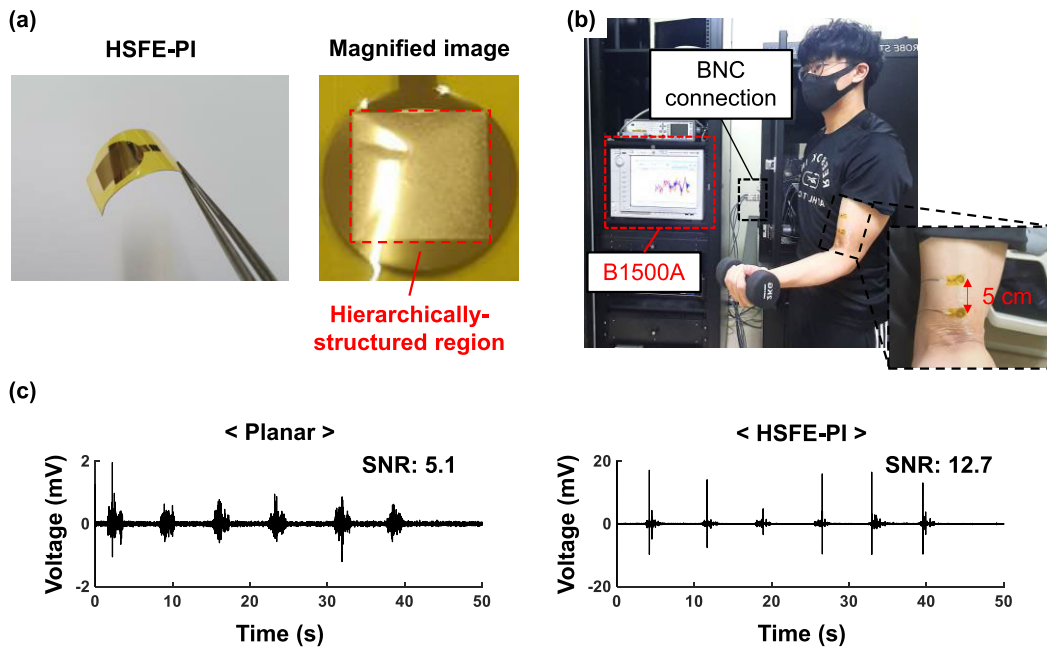 (a)
HSFE-PI
Magnified image
Hierarchically-
structured region
(b)
BNC
connection
B1500A
5 cm
(c)
< Planar >
SNR: 5.1
Voltage (mV)
2
0
-2
0 10 20 30 40 50
Time (s)
< HSFE-PI >
SNR: 12.7
Voltage (mV)
20
0
-20
0 10 20 30 40 50
Time (s)